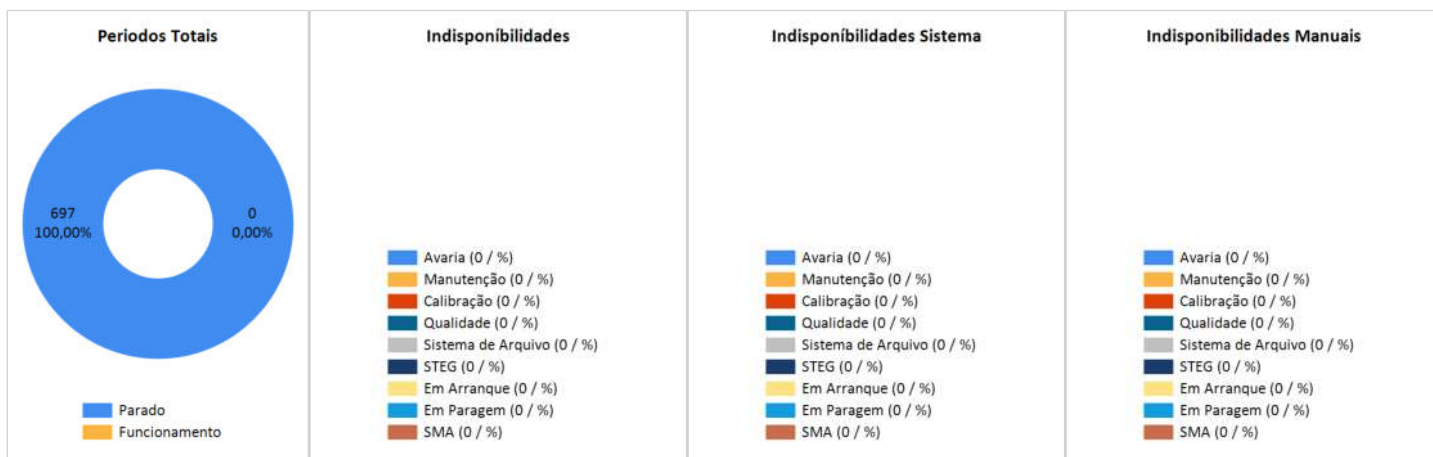 Periodos Totais
697
100,00%
0
0,00%
Parado
Funcionamento
Indisponíbilidades
Avaria (0 / %)
Manutenção (0 / %)
Calibração (0 / %)
Qualidade (0 / %)
Sistema de Arquivo (0 / %)
STEG (0 / %)
Em Arranque (0 / %)
Em Paragem (0 / %)
SMA (0 / %)
Indisponíbilidades Sistema
Avaria (0 / %)
Manutenção (0 / %)
Calibração (0 / %)
Qualidade (0 / %)
Sistema de Arquivo (0 / %)
STEG (0 / %)
Em Arranque (0 / %)
Em Paragem (0 / %)
SMA (0 / %)
Indisponibilidades Manuais
Avaria (0 / %)
Manutenção (0 / %)
Calibração (0 / %)
Qualidade (0 / %)
Sistema de Arquivo (0 / %)
STEG (0 / %)
Em Arranque (0 / %)
Em Paragem (0 / %)
SMA (0 / %)